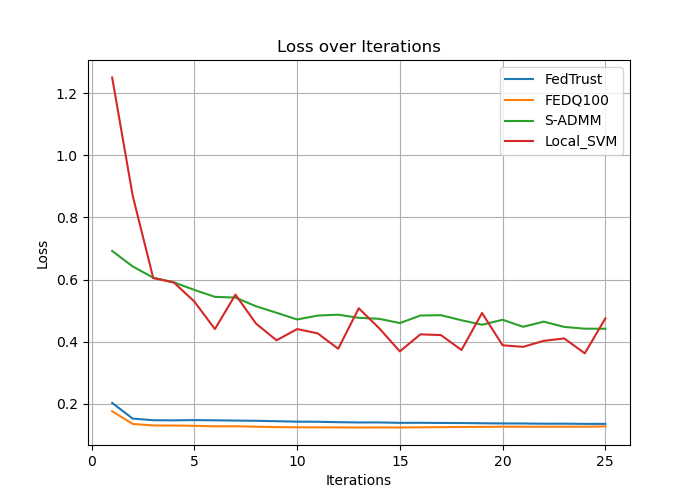 Loss over Iterations
FedTrust
FEDQ100
S-ADMM
Local_SVM
Loss
1.2
1.0
0.8
0.6
0.4
0.2
0 5 10 15 20 25
Iterations